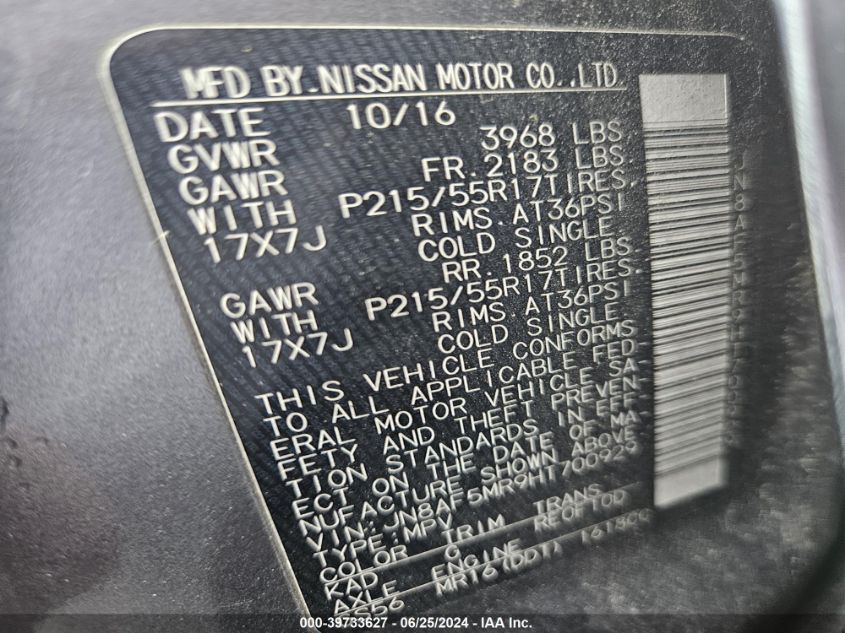 MFD BY NISSAN MOTOR CO.,LTD.
DATE 10/16
GVWR 3968 LBS
GAWR FR. 2183 LBS
WITH P215/55R17TIRES.
17X7J RIMS. AT36PSI
COLD SINGLE
GAWR RR. 1852 LBS.
WITH P215/55R17TIRES.
17X7J RIMS AT36PSI
COLD SINGLE
THIS VEHICLE CONFORMS
TO ALL APPLICABLE FED-
ERAL MOTOR VEHICLE SA-
FETY AND THEFT PREVEN-
TION STANDARDS IN EFF-
ECT ON THE DATE OF MA-
NUFACTURE SHOWN ABOVE
VIN: JN8AF5MR9HT700925
TYPE: MPV
COLOR TRIM TRANS
KAD G RE0F10D
AXLE ENGINE
MR16(DDT) 1618CC
000-39733627 - 06/25/2024 - IAA Inc.